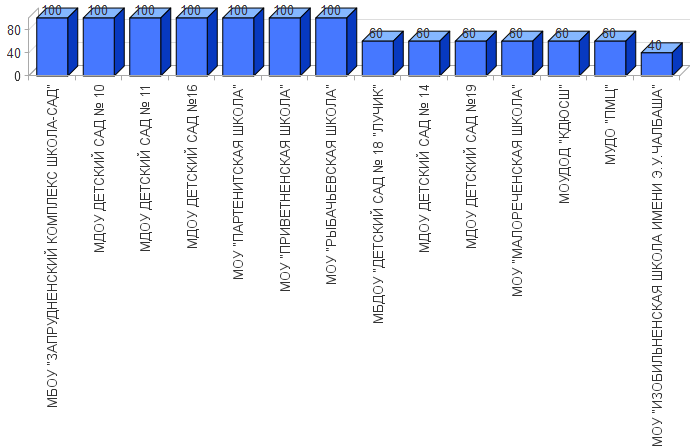 100 100 100 100 100 100 100 60 60 60 60 60 60 40
80
40
0
МБОУ "ЗАПРУДНЕНСКИЙ КОМПЛЕКС ШКОЛА-САД"
МДОУ ДЕТСКИЙ САД № 10
МДОУ ДЕТСКИЙ САД № 11
МДОУ ДЕТСКИЙ САД №16
МОУ "ПАРТЕНИТСКАЯ ШКОЛА"
МОУ "ПРИВЕТНЕНСКАЯ ШКОЛА"
МОУ "РЫБАЧЬЕВСКАЯ ШКОЛА"
МБДОУ "ДЕТСКИЙ САД № 18 "ЛУЧИК"
МДОУ ДЕТСКИЙ САД № 14
МДОУ ДЕТСКИЙ САД №19
МОУ "МАЛОРЕЧЕНСКАЯ ШКОЛА"
МОУДОД "КДЮСШ"
МУДО "ПМЦ"
МОУ "ИЗОБИЛЬНЕНСКАЯ ШКОЛА ИМЕНИ Э.У.ЧАЛБАША"